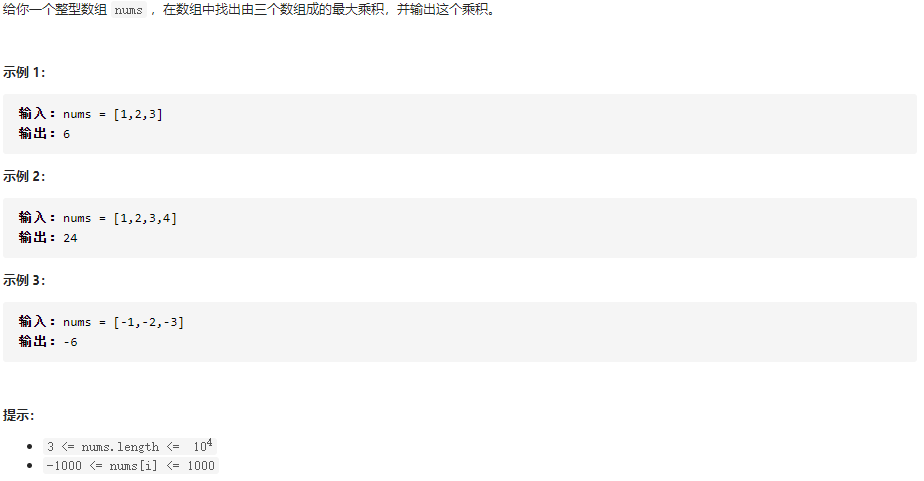 给你一个整型数组 nums ，在数组中找出由三个数组成的最大乘积，并输出这个乘积。
示例 1：
输入：nums = [1,2,3]
输出：6
示例 2：
输入：nums = [1,2,3,4]
输出：24
示例 3：
输入：nums = [-1,-2,-3]
输出：-6
提示：
• 3 <= nums.length <= 10⁴
• -1000 <= nums[i] <= 1000